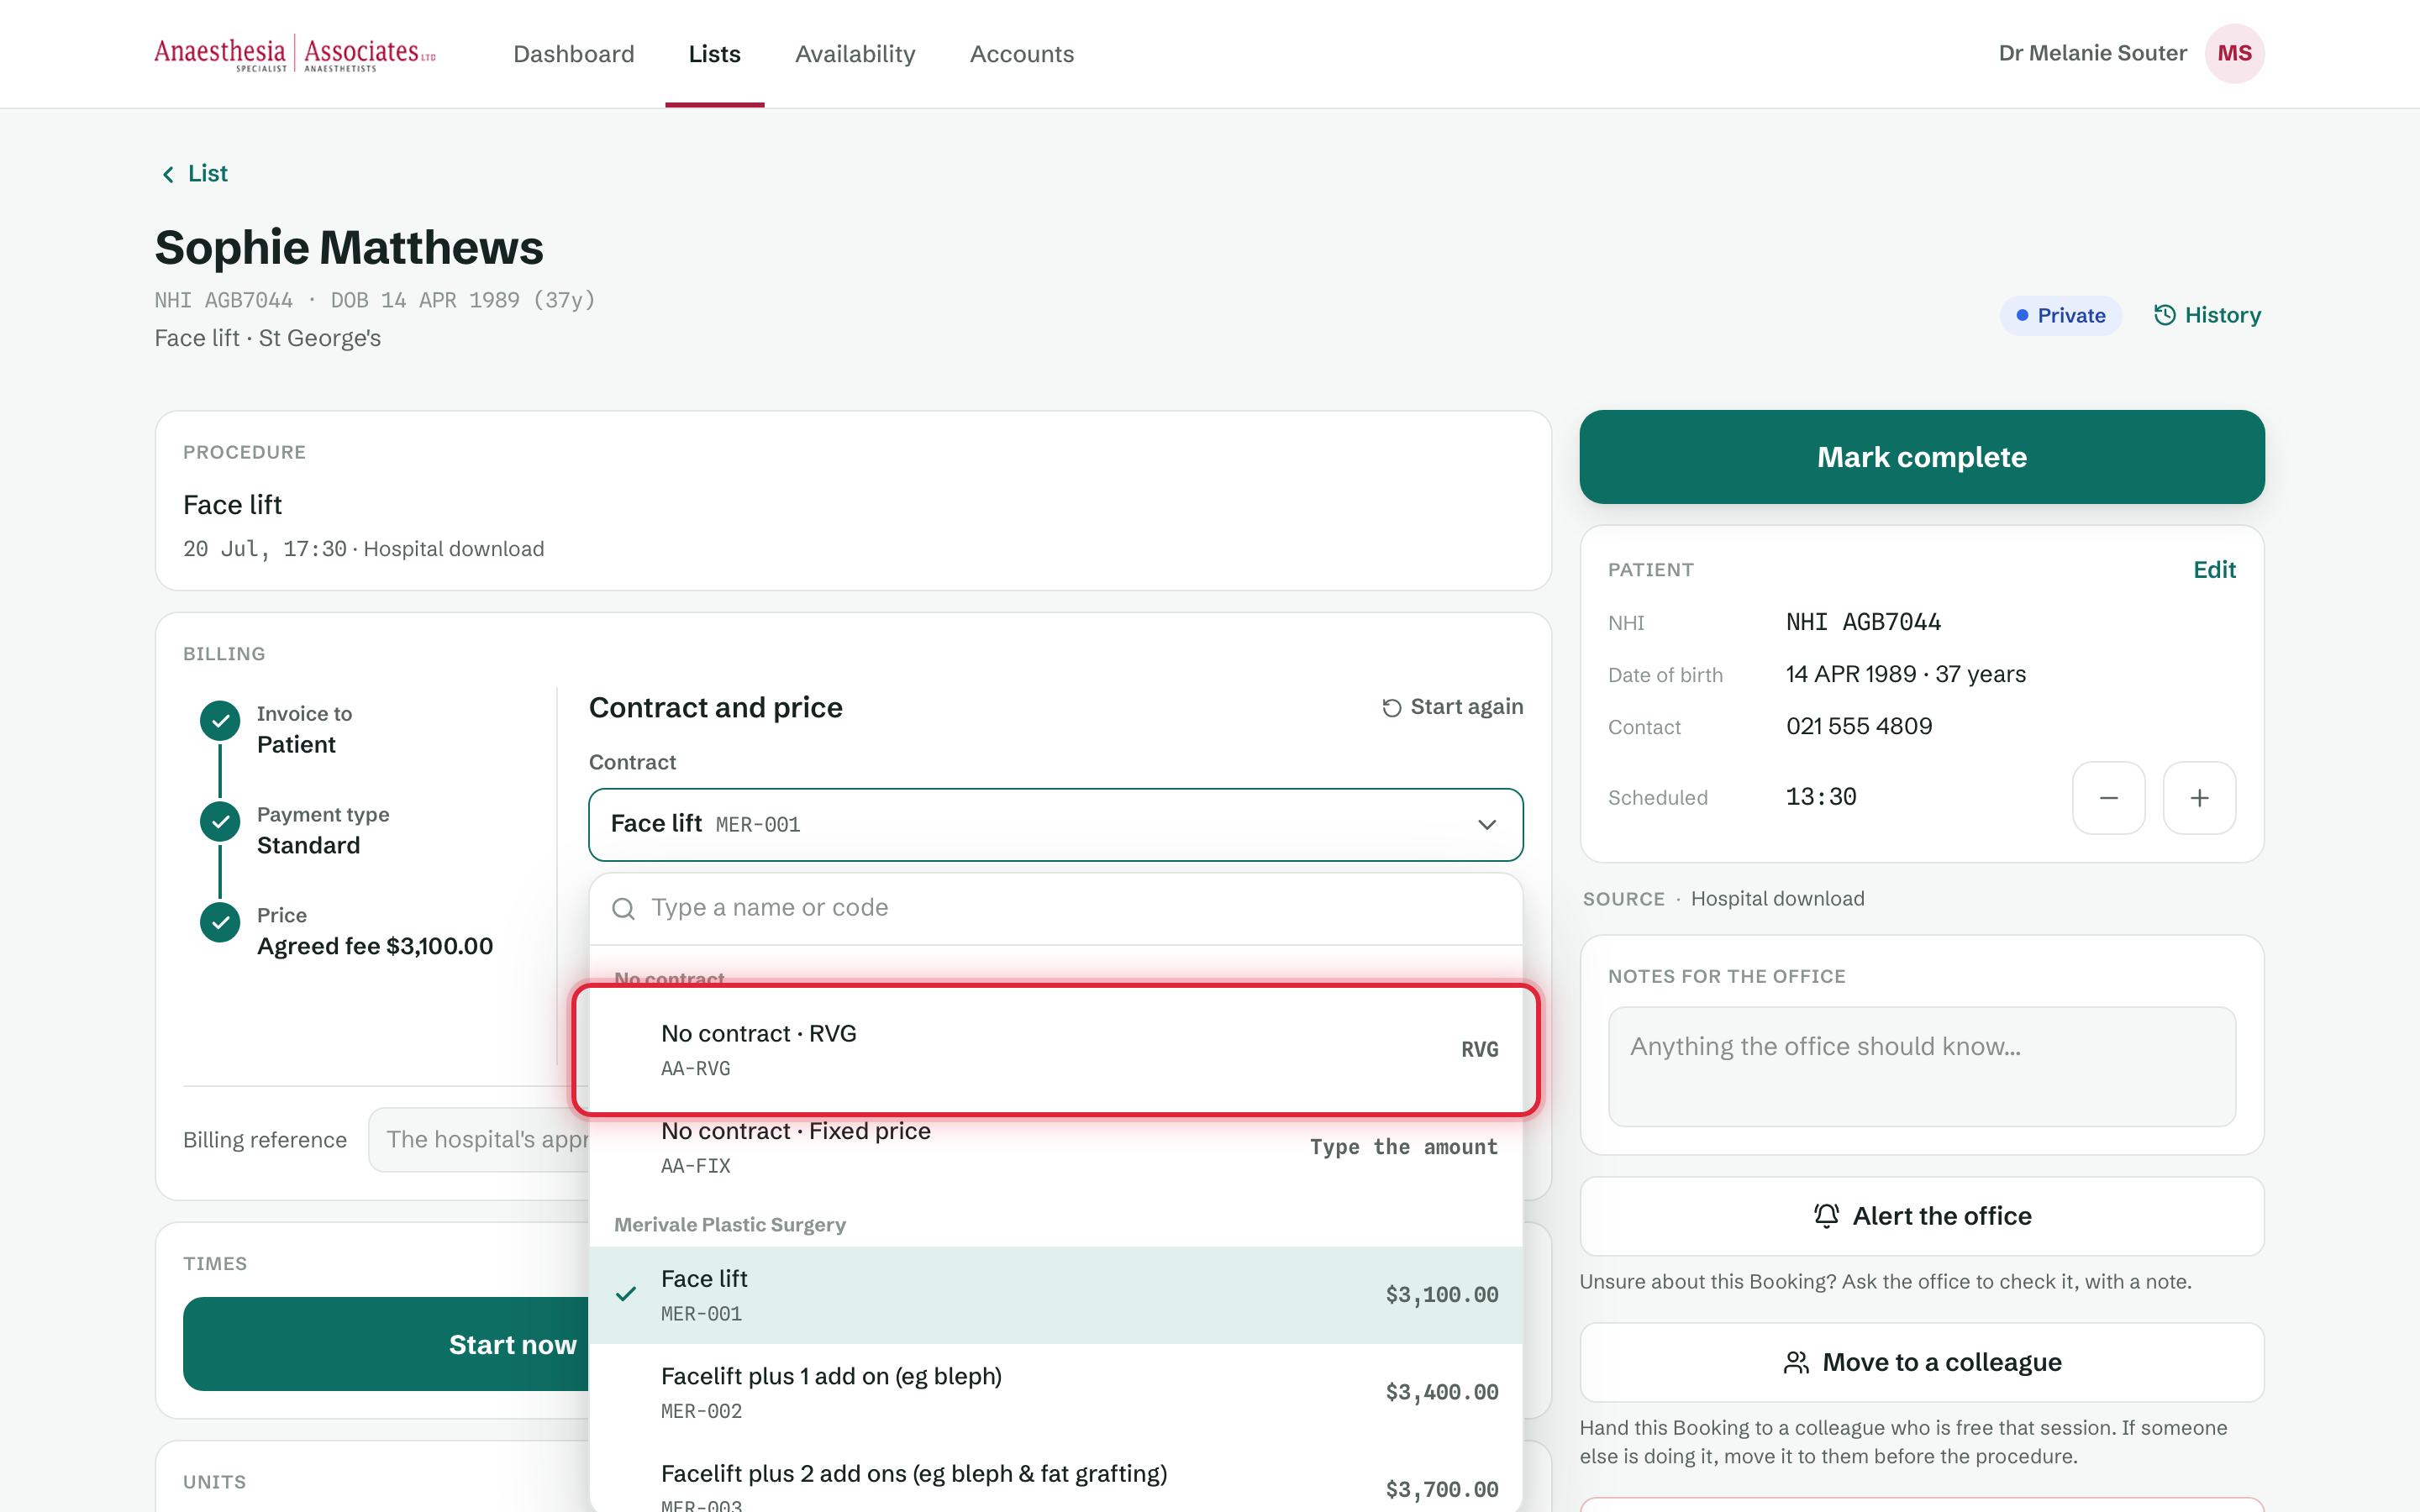 Anaesthesia | Associates LTD
SPECIALIST ANAESTHETISTS
Dashboard
Lists
Availability
Accounts
Dr Melanie Souter
MS
List
Sophie Matthews
NHI AGB7044 · DOB 14 APR 1989 (37y)
Face lift · St George's
Private
History
PROCEDURE
Face lift
20 Jul, 17:30 · Hospital download
BILLING
Invoice to
Patient
Payment type
Standard
Price
Agreed fee $3,100.00
Contract and price
Start again
Contract
Face lift MER-001
Type a name or code
No contract
No contract · RVG
AA-RVG
RVG
No contract · Fixed price
AA-FIX
Type the amount
Merivale Plastic Surgery
Face lift
MER-001
$3,100.00
Facelift plus 1 add on (eg bleph)
MER-002
$3,400.00
Facelift plus 2 add ons (eg bleph & fat grafting)
MER-003
$3,700.00
Billing reference
The hospital's appr
TIMES
Start now
UNITS
Mark complete
PATIENT
Edit
NHI
NHI AGB7044
Date of birth
14 APR 1989 · 37 years
Contact
021 555 4809
Scheduled
13:30
SOURCE · Hospital download
NOTES FOR THE OFFICE
Anything the office should know...
Alert the office
Unsure about this Booking? Ask the office to check it, with a note.
Move to a colleague
Hand this Booking to a colleague who is free that session. If someone
else is doing it, move it to them before the procedure.